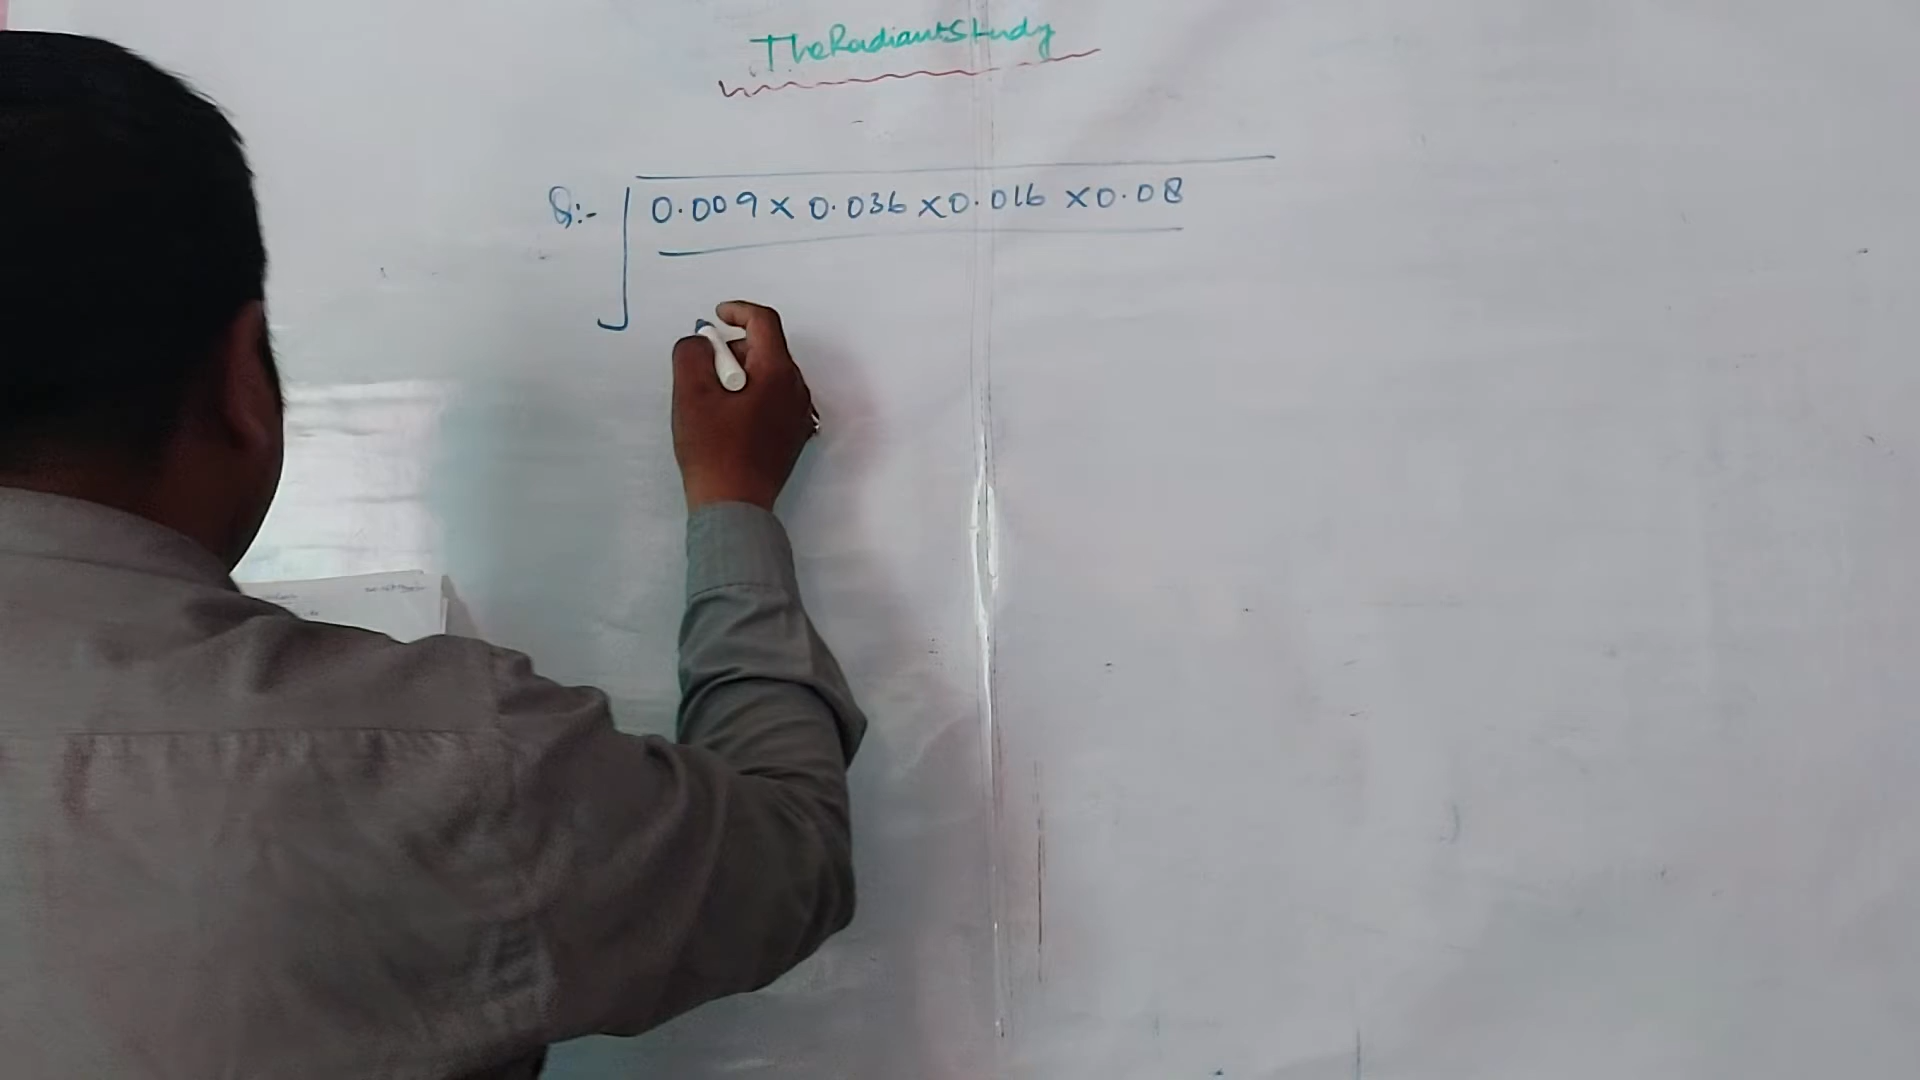 TheRadiantStudy
Q:- √0.009 × 0.036 × 0.016 × 0.08